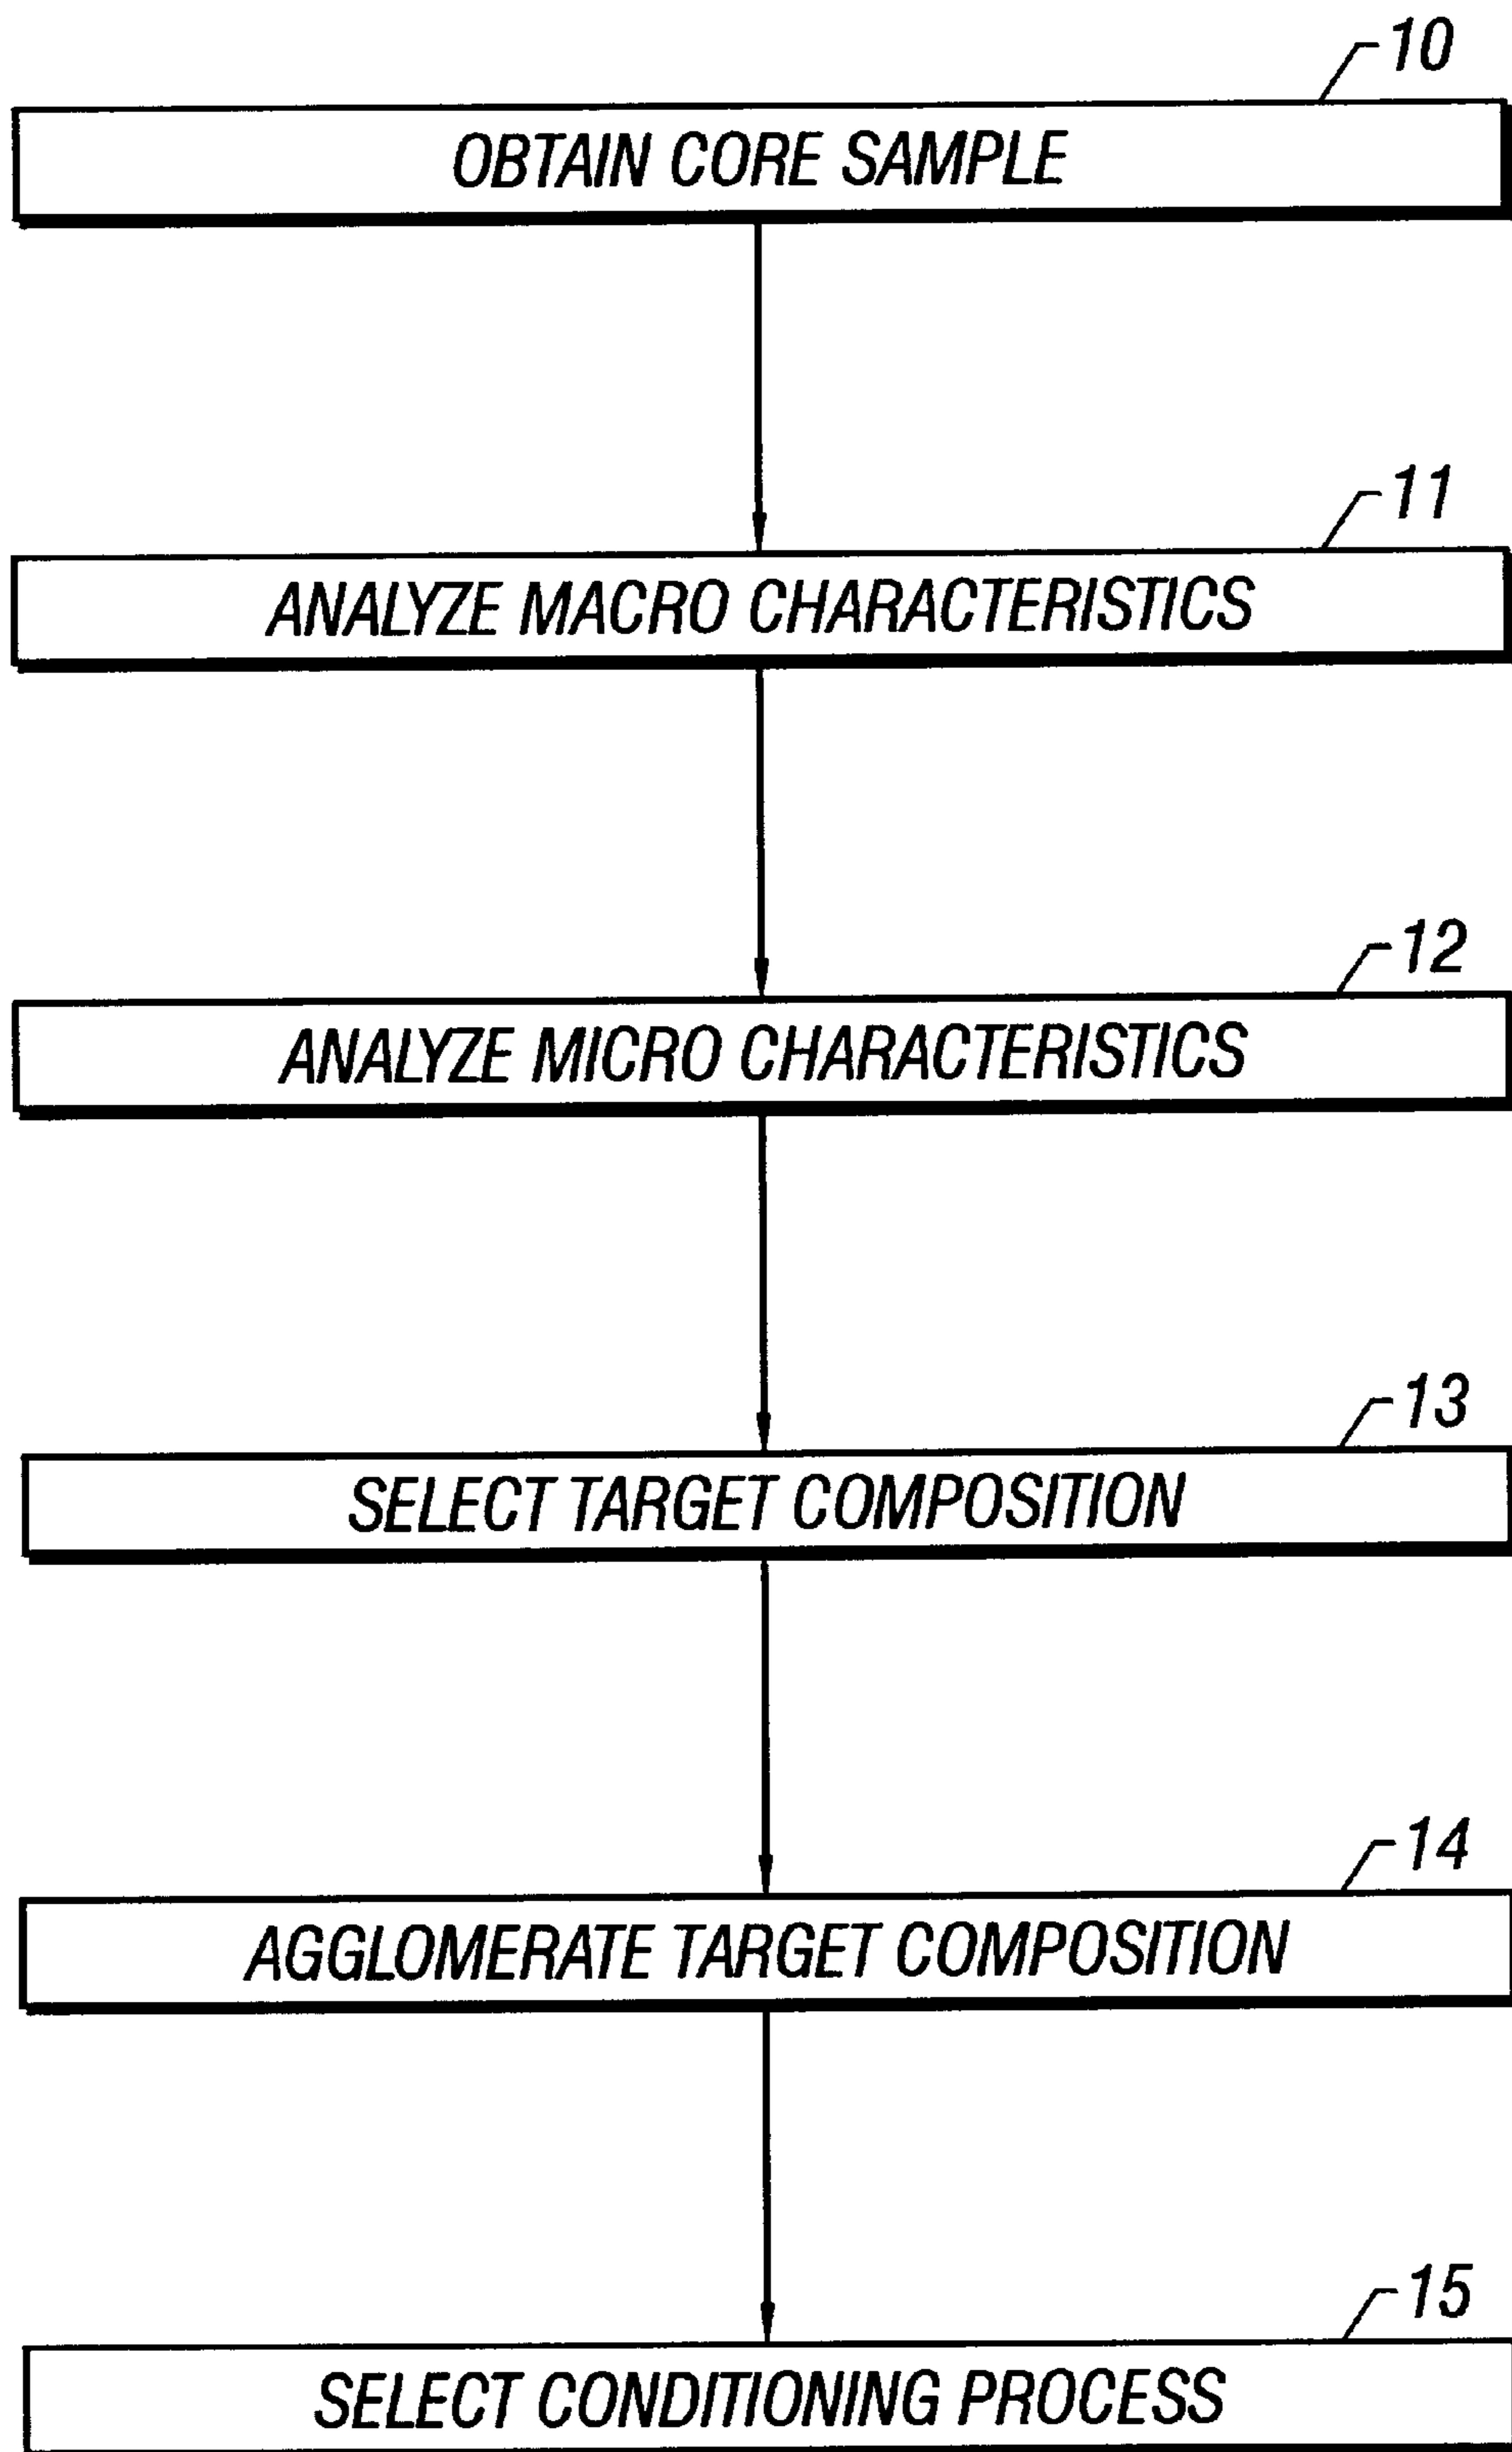 10
OBTAIN CORE SAMPLE
11
ANALYZE MACRO CHARACTERISTICS
12
ANALYZE MICRO CHARACTERISTICS
13
SELECT TARGET COMPOSITION
14
AGGLOMERATE TARGET COMPOSITION
15
SELECT CONDITIONING PROCESS